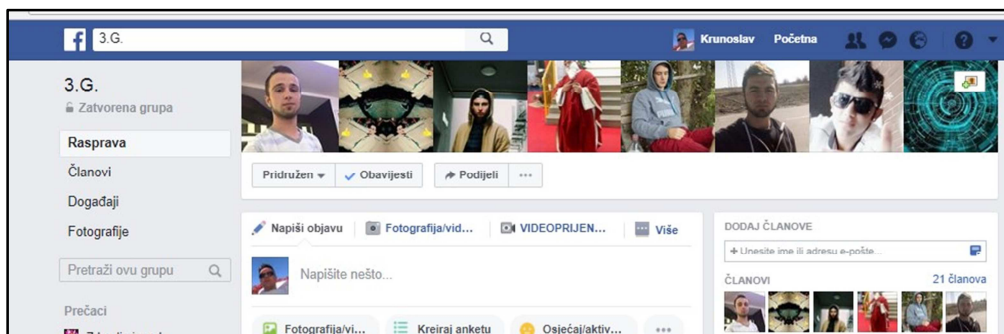 f
3.G.
Krunoslav Početna
3.G.
Zatvorena grupa
Rasprava
Članovi
Događaji
Fotografije
Pretraži ovu grupu
Prečaci
Pridružen
Obavijesti
Podijeli
Napiši objavu
Fotografija/vid...
VIDEOPRIJEN...
Više
Napišite nešto...
Fotografija/vi...
Kreiraj anketu
Osjećaj/aktiv...
DODAJ ČLANOVE
+ Unesite ime ili adresu e-pošte...
ČLANOVI
21 članova